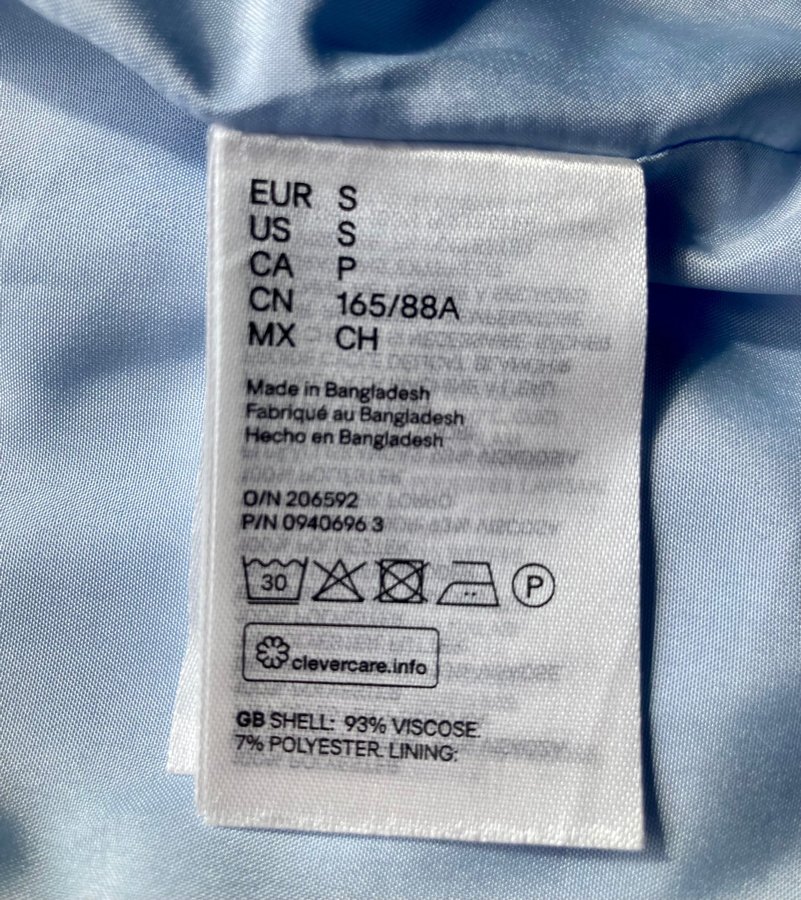 EUR S
US S
CA P
CN 165/88A
MX CH
Made in Bangladesh
Fabriqué au Bangladesh
Hecho en Bangladesh
O/N 206592
P/N 0940696 3
30 P
clevercare.info
GB SHELL: 93% VISCOSE.
7% POLYESTER. LINING: